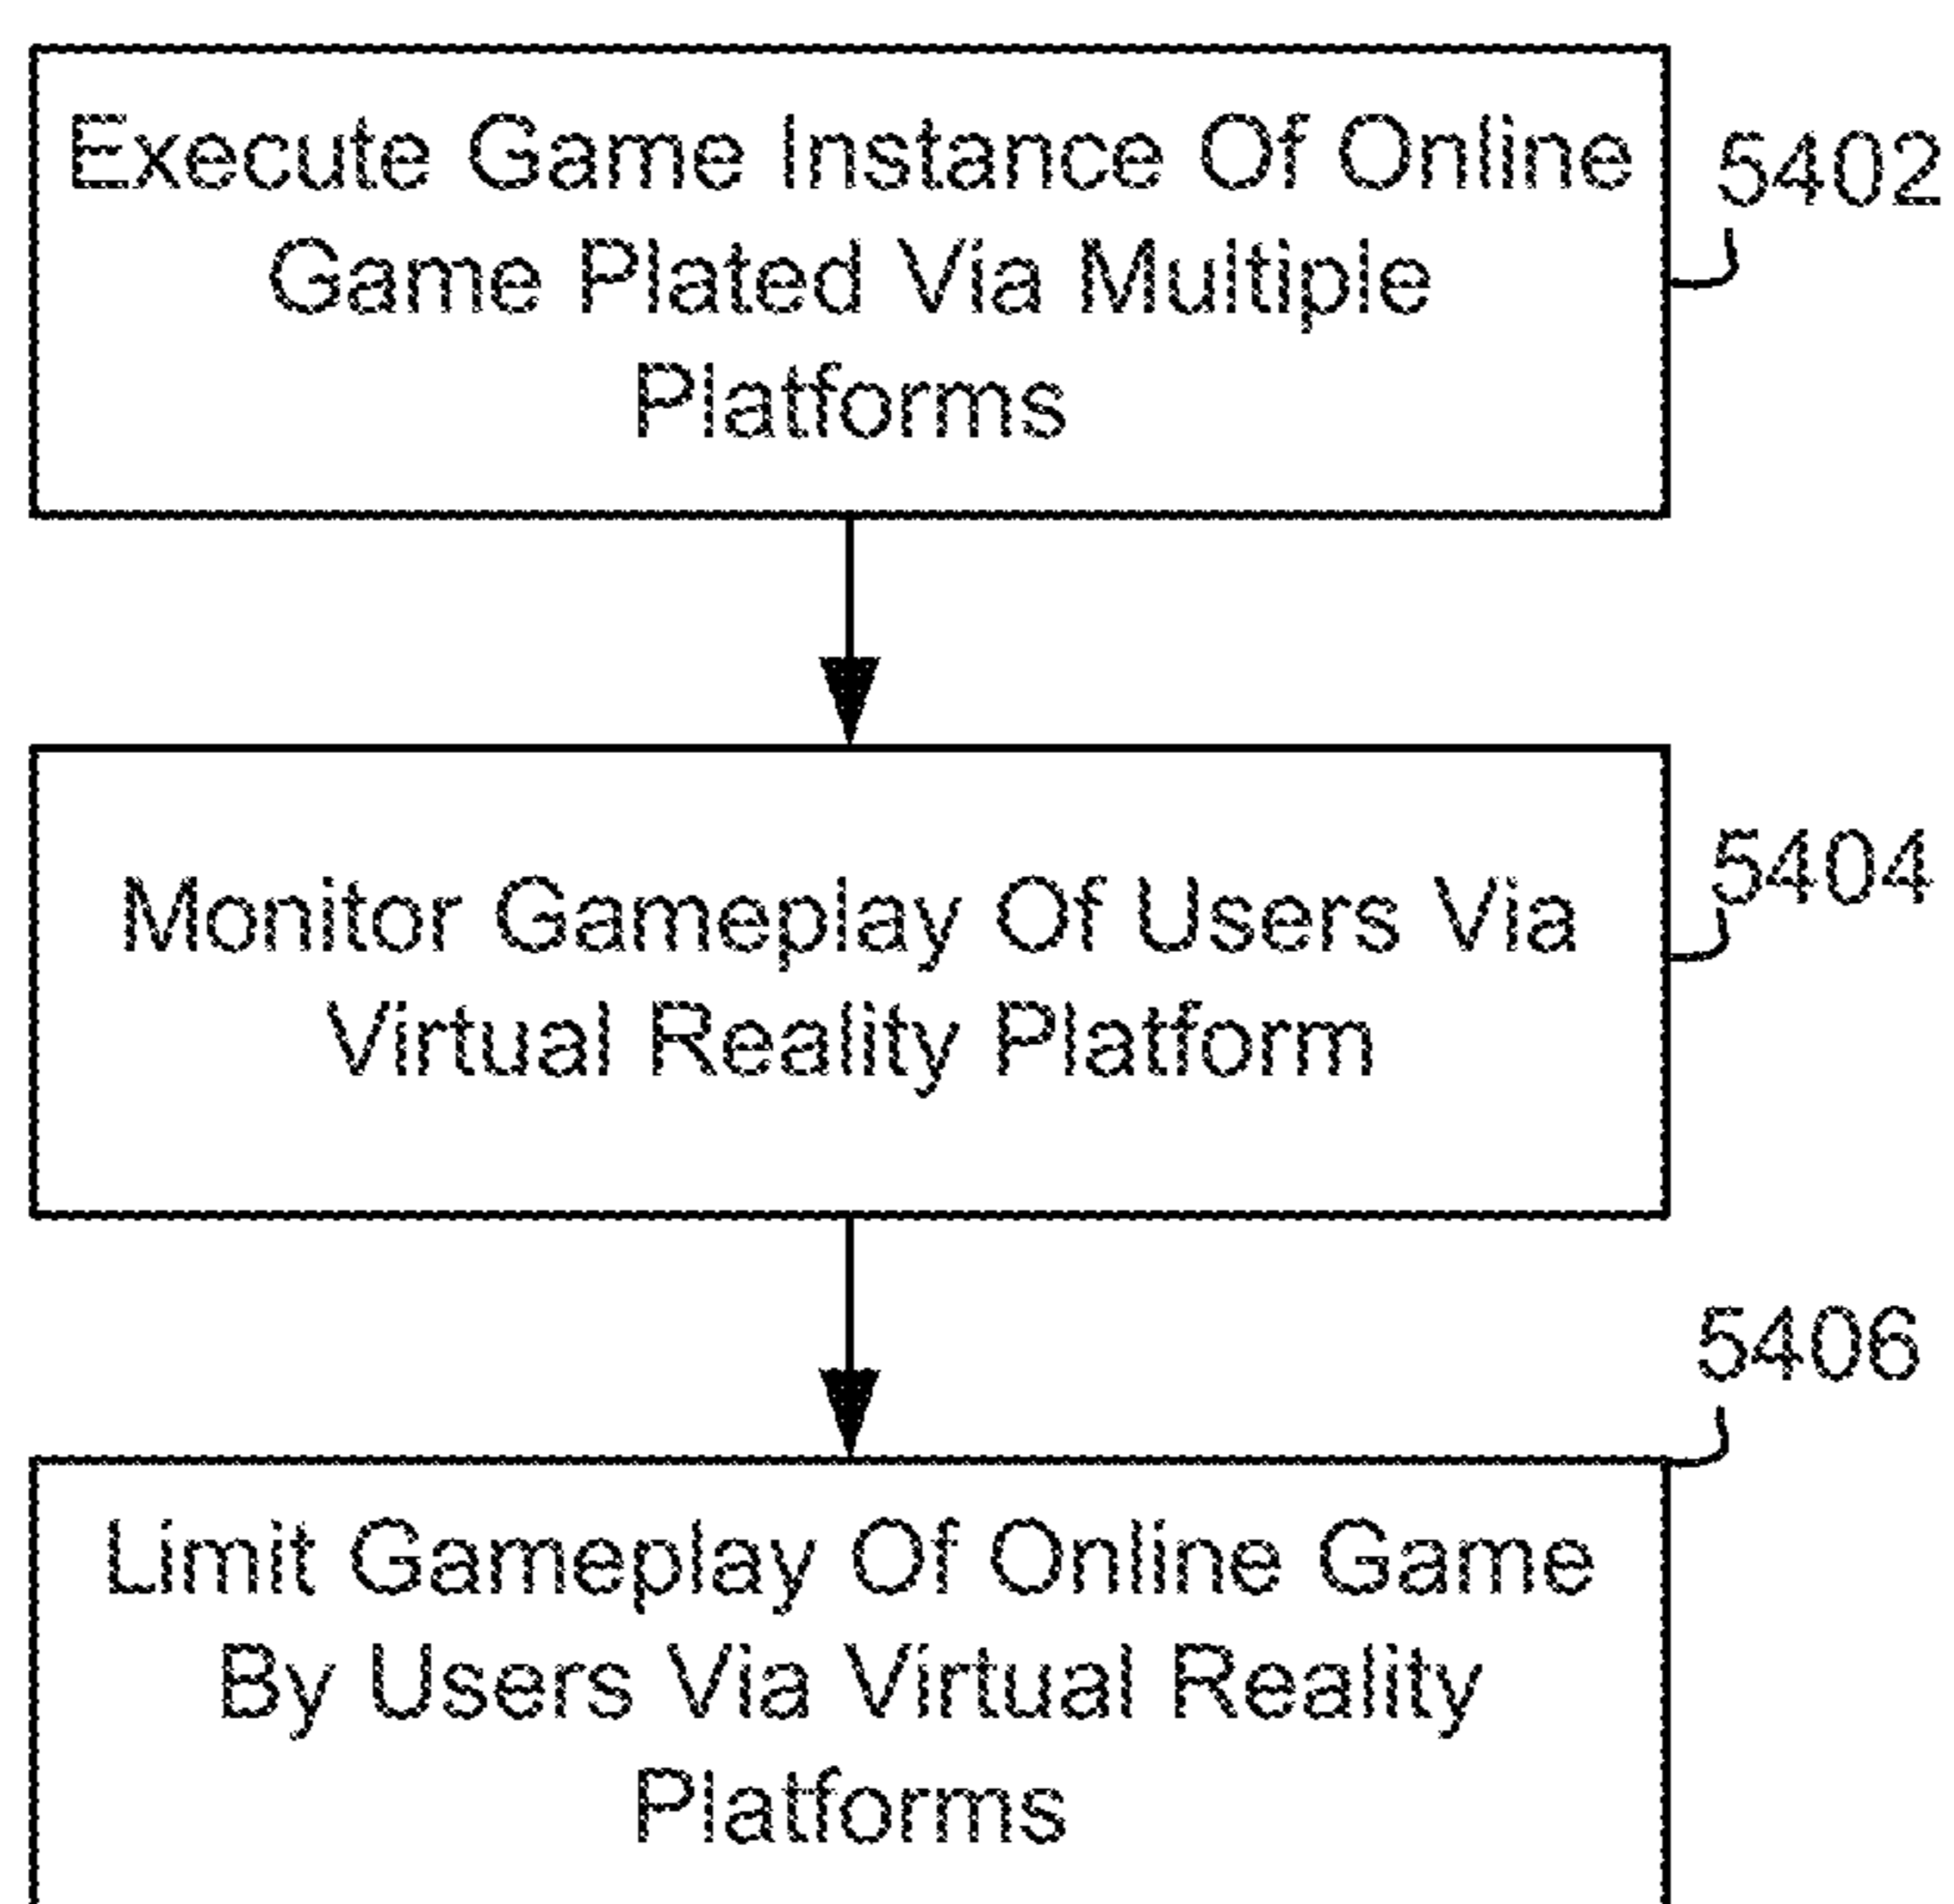 Execute Game Instance Of Online
Game Plated Via Multiple
Platforms
5402
Monitor Gameplay Of Users Via
Virtual Reality Platform
5404
5406
Limit Gameplay Of Online Game
By Users Via Virtual Reality
Platforms